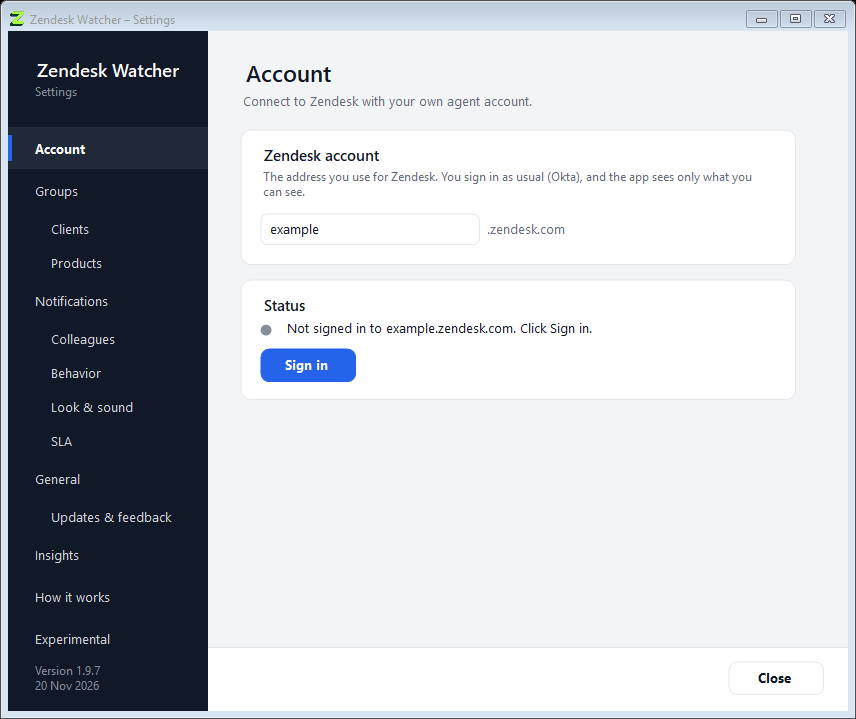 Zendesk Watcher – Settings
Zendesk Watcher
Settings
Account
Groups
Clients
Products
Notifications
Colleagues
Behavior
Look & sound
SLA
General
Updates & feedback
Insights
How it works
Experimental
Version 1.9.7
20 Nov 2026
Account
Connect to Zendesk with your own agent account.
Zendesk account
The address you use for Zendesk. You sign in as usual (Okta), and the app sees only what you
can see.
example .zendesk.com
Status
Not signed in to example.zendesk.com. Click Sign in.
Sign in
Close